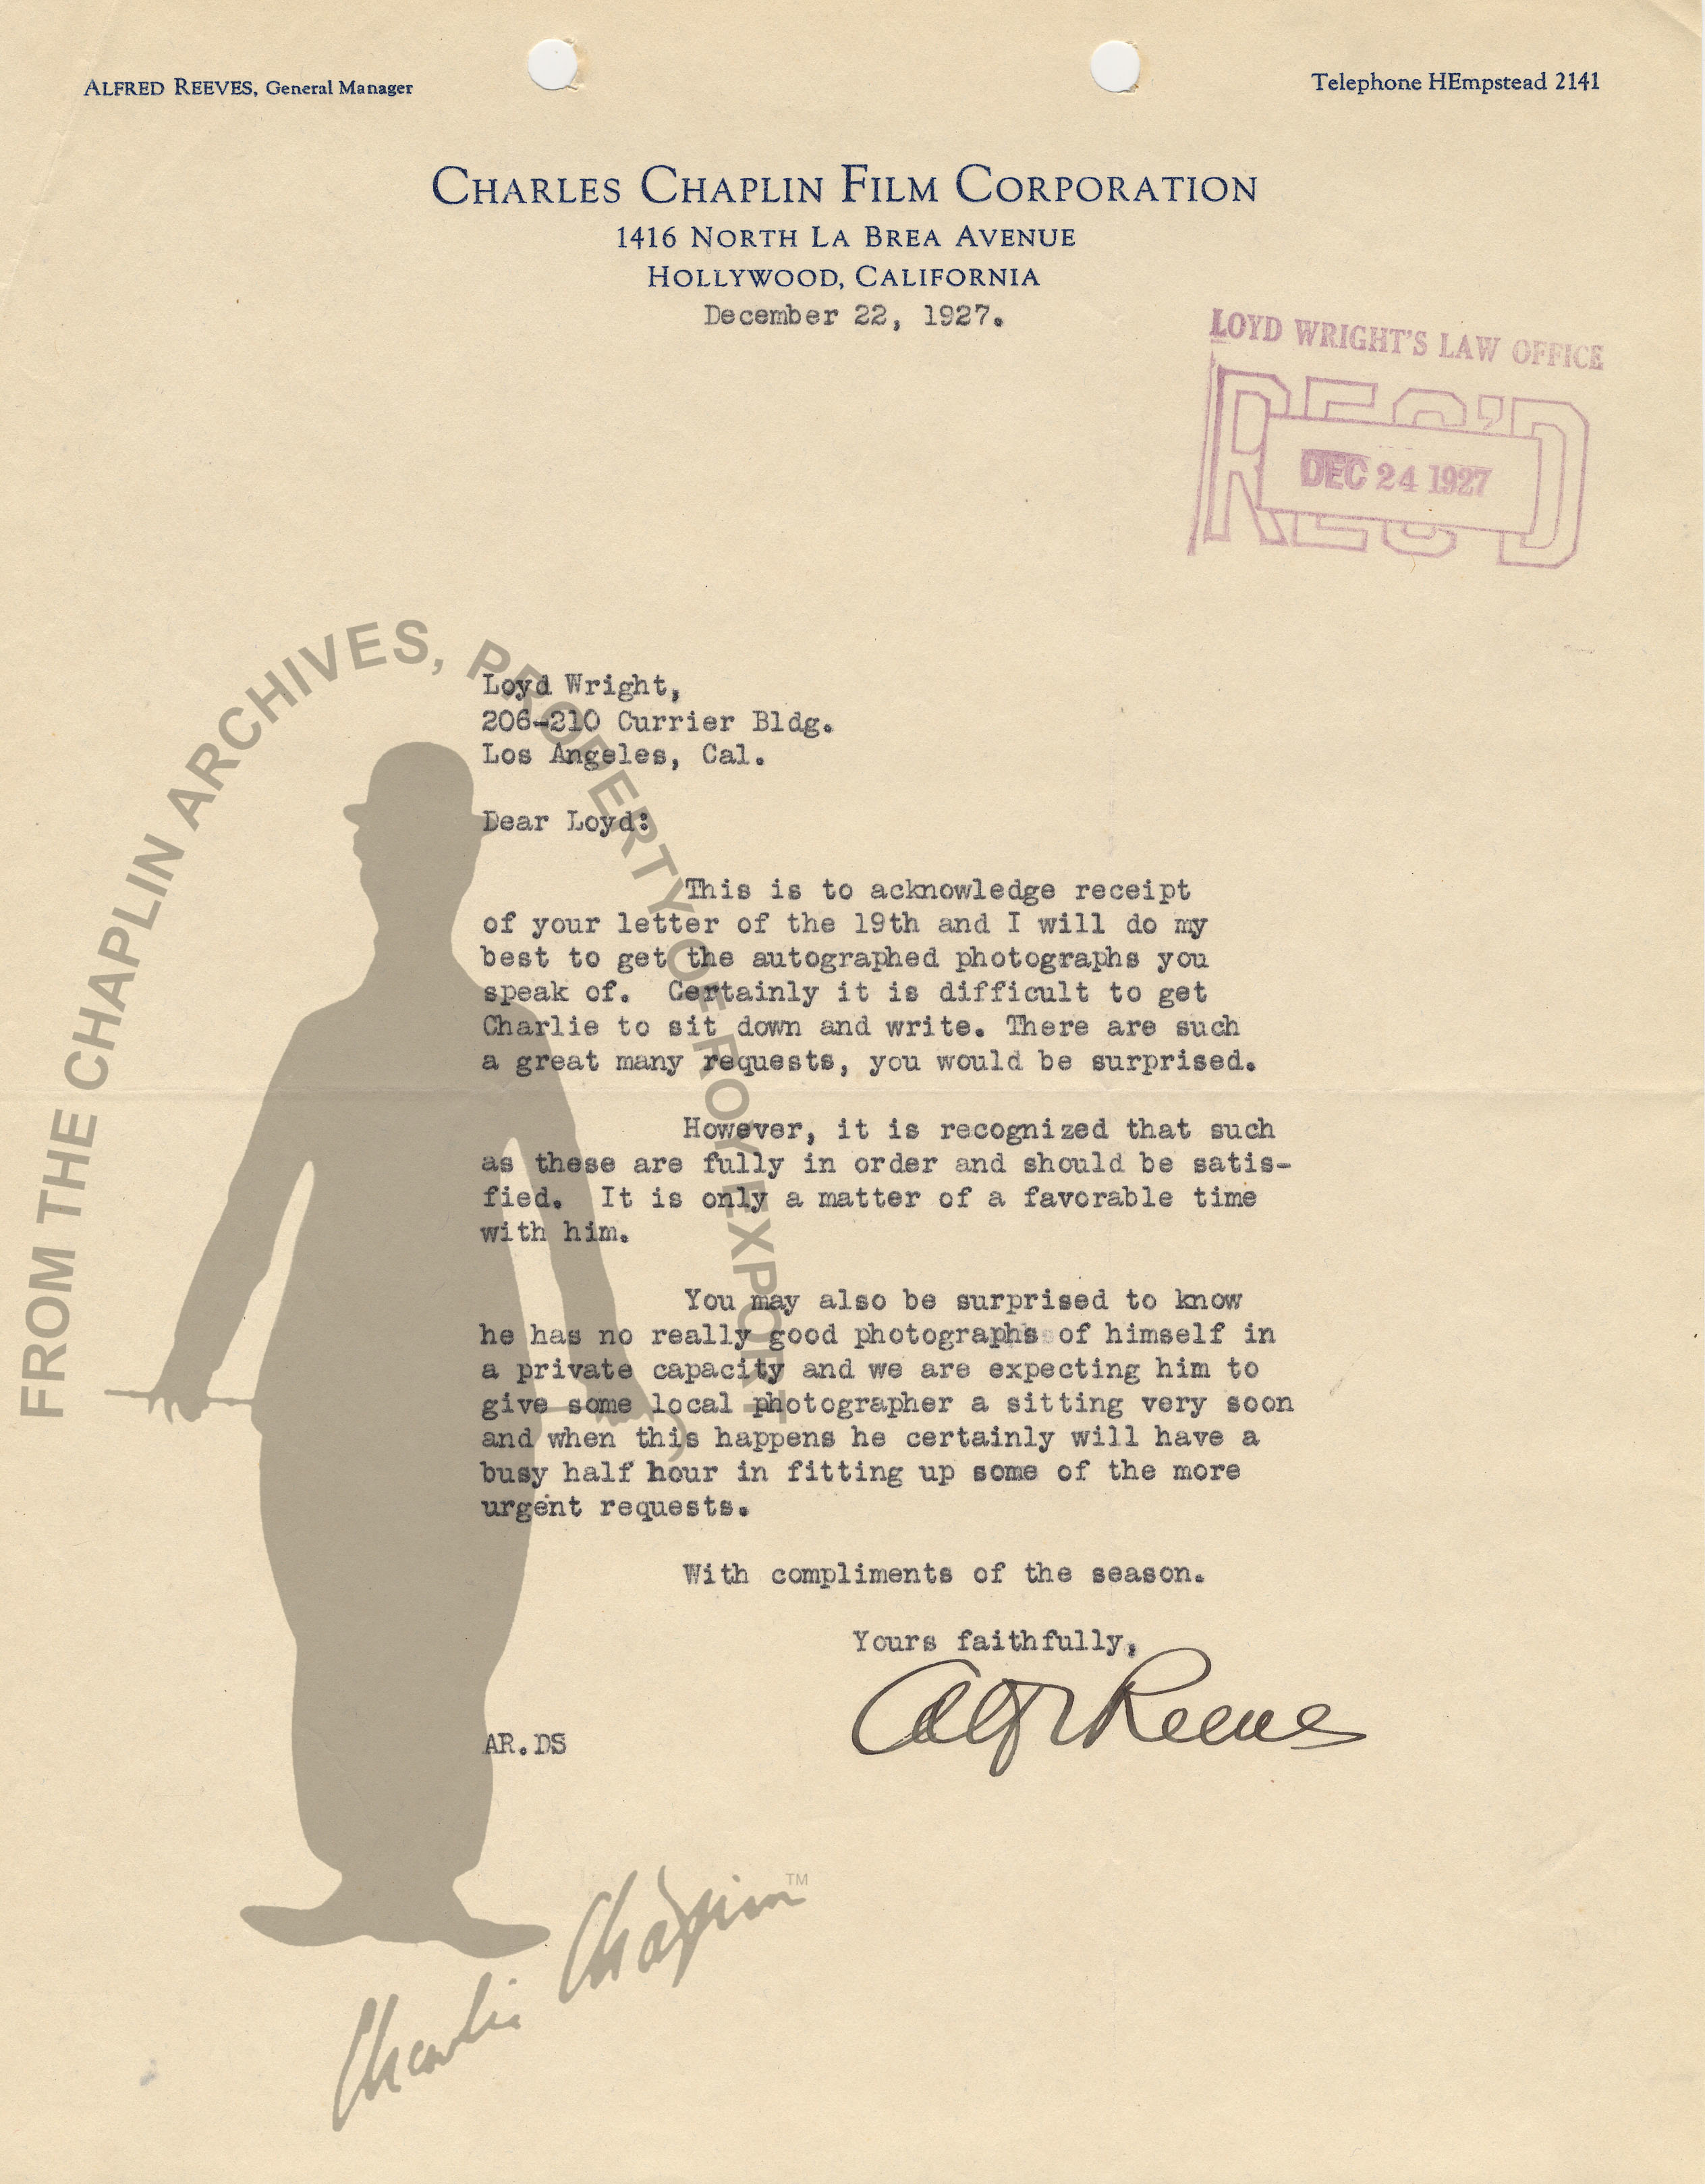 ALFRED REEVES, General Manager
Telephone HEmpstead 2141
CHARLES CHAPLIN FILM CORPORATION
1416 NORTH LA BREA AVENUE
HOLLYWOOD, CALIFORNIA
December 22, 1927.
LOYD WRIGHT'S LAW OFFICE
REC'D
DEC 24 1927
Loyd Wright,
206-210 Currier Bldg.
Los Angeles, Cal.
Dear Loyd:
This is to acknowledge receipt
of your letter of the 19th and I will do my
best to get the autographed photographs you
speak of. Certainly it is difficult to get
Charlie to sit down and write. There are such
a great many requests, you would be surprised.
However, it is recognized that such
as these are fully in order and should be satis-
fied. It is only a matter of a favorable time
with him.
You may also be surprised to know
he has no really good photographs of himself in
a private capacity and we are expecting him to
give some local photographer a sitting very soon
and when this happens he certainly will have a
busy half hour in fitting up some of the more
urgent requests.
With compliments of the season.
Yours faithfully,
Alf Reeves
AR.DS
FROM THE CHAPLIN ARCHIVES, PROPERTY OF ROY EXPORT
Charlie Chaplin™